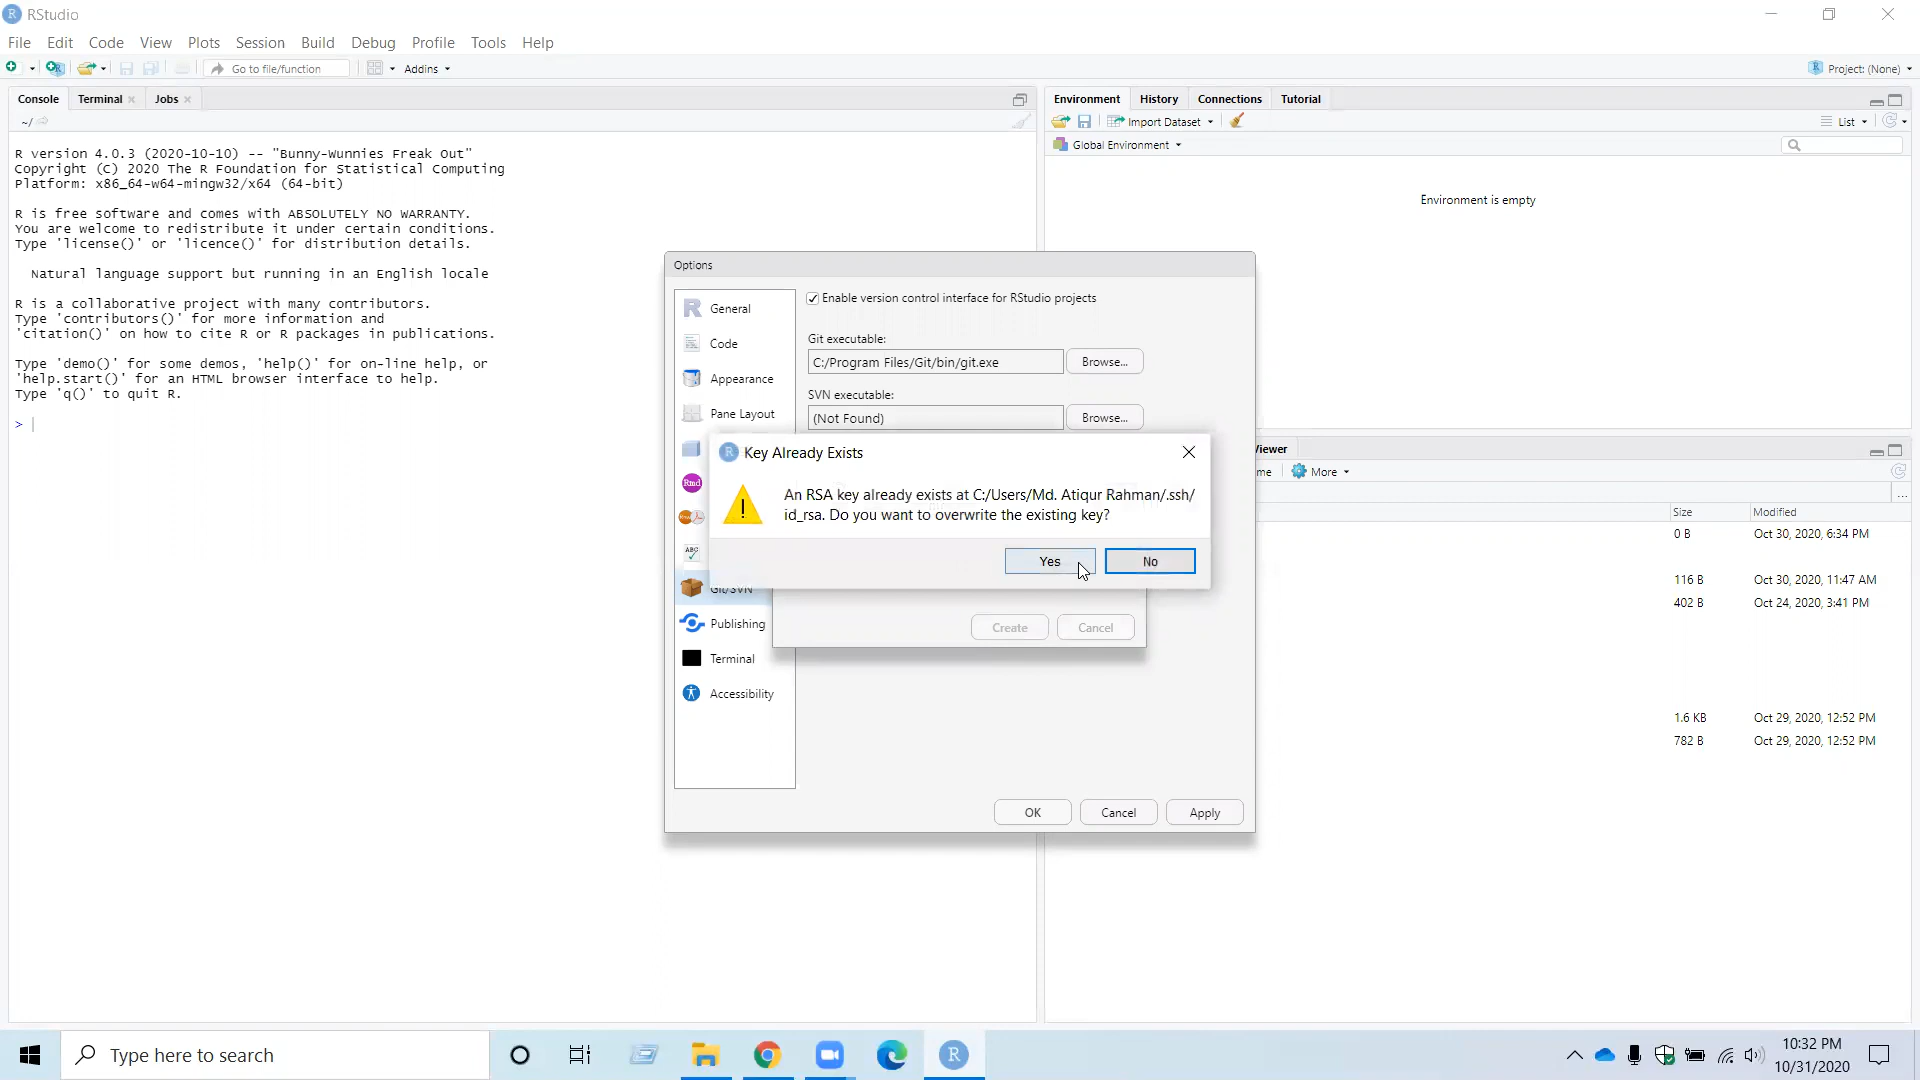 RStudio
File Edit Code View Plots Session Build Debug Profile Tools Help
Go to file/function Addins Project: (None)
Console Terminal Jobs
~/
R version 4.0.3 (2020-10-10) -- "Bunny-Wunnies Freak Out"
Copyright (C) 2020 The R Foundation for Statistical Computing
Platform: x86_64-w64-mingw32/x64 (64-bit)
R is free software and comes with ABSOLUTELY NO WARRANTY.
You are welcome to redistribute it under certain conditions.
Type 'license()' or 'licence()' for distribution details.
Natural language support but running in an English locale
R is a collaborative project with many contributors.
Type 'contributors()' for more information and
'citation()' on how to cite R or R packages in publications.
Type 'demo()' for some demos, 'help()' for on-line help, or
'help.start()' for an HTML browser interface to help.
Type 'q()' to quit R.
>
Environment History Connections Tutorial
Import Dataset List
Global Environment
Environment is empty
Options
General
Code
Appearance
Pane Layout
Rmd
ABC
Git/SVN
Publishing
Terminal
Accessibility
Enable version control interface for RStudio projects
Git executable:
C:/Program Files/Git/bin/git.exe Browse...
SVN executable:
(Not Found) Browse...
Key Already Exists
An RSA key already exists at C:/Users/Md. Atiqur Rahman/.ssh/
id_rsa. Do you want to overwrite the existing key?
Yes No
Create Cancel
OK Cancel Apply
Viewer
me More
...
Size Modified
0 B Oct 30, 2020, 6:34 PM
116 B Oct 30, 2020, 11:47 AM
402 B Oct 24, 2020, 3:41 PM
1.6 KB Oct 29, 2020, 12:52 PM
782 B Oct 29, 2020, 12:52 PM
Type here to search
10:32 PM
10/31/2020